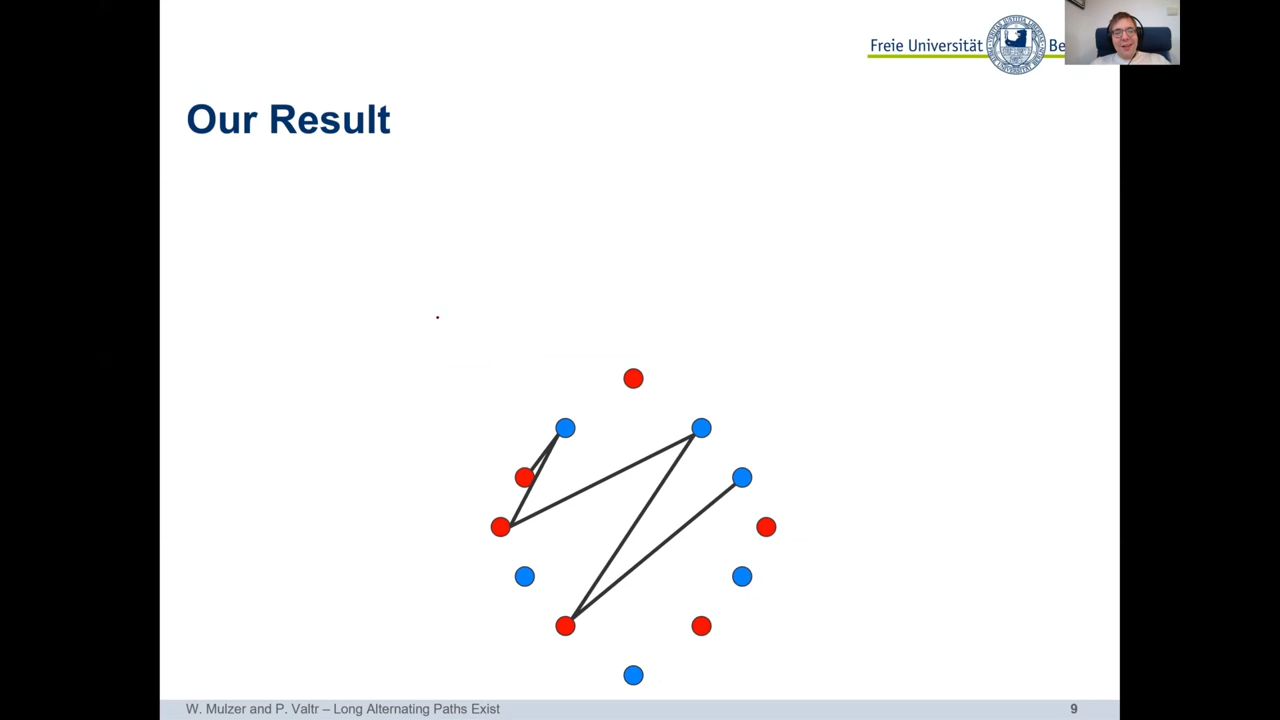 Freie Universität Be
Our Result
W. Mulzer and P. Valtr – Long Alternating Paths Exist
9